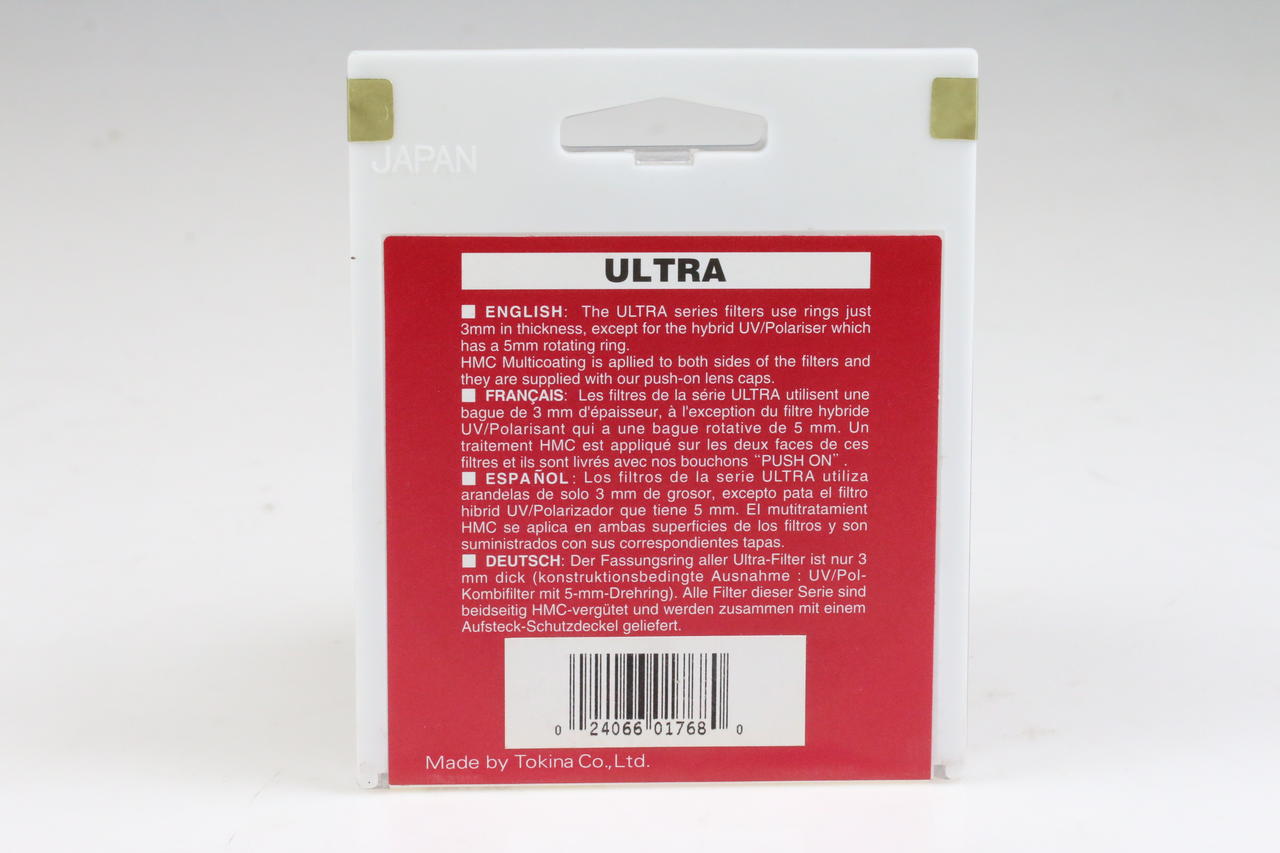 JAPAN
ULTRA
■ ENGLISH: The ULTRA series filters use rings just
3mm in thickness, except for the hybrid UV/Polariser which
has a 5mm rotating ring.
HMC Multicoating is apllied to both sides of the filters and
they are supplied with our push-on lens caps.
■ FRANÇAIS: Les filtres de la série ULTRA utilisent une
bague de 3 mm d'épaisseur, à l'exception du filtre hybride
UV/Polarisant qui a une bague rotative de 5 mm. Un
traitement HMC est appliqué sur les deux faces de ces
filtres et ils sont livrés avec nos bouchons “PUSH ON” .
■ ESPAÑOL: Los filtros de la serie ULTRA utiliza
arandelas de solo 3 mm de grosor, excepto pata el filtro
hibrid UV/Polarizador que tiene 5 mm. El mutitratamient
HMC se aplica en ambas superficies de los filtros y son
suministrados con sus correspondientes tapas.
■ DEUTSCH: Der Fassungsring aller Ultra-Filter ist nur 3
mm dick (konstruktionsbedingte Ausnahme : UV/Pol-
Kombifilter mit 5-mm-Drehring). Alle Filter dieser Serie sind
beidseitig HMC-vergütet und werden zusammen mit einem
Aufsteck-Schutzdeckel geliefert.
0 24066 01768 0
Made by Tokina Co.,Ltd.